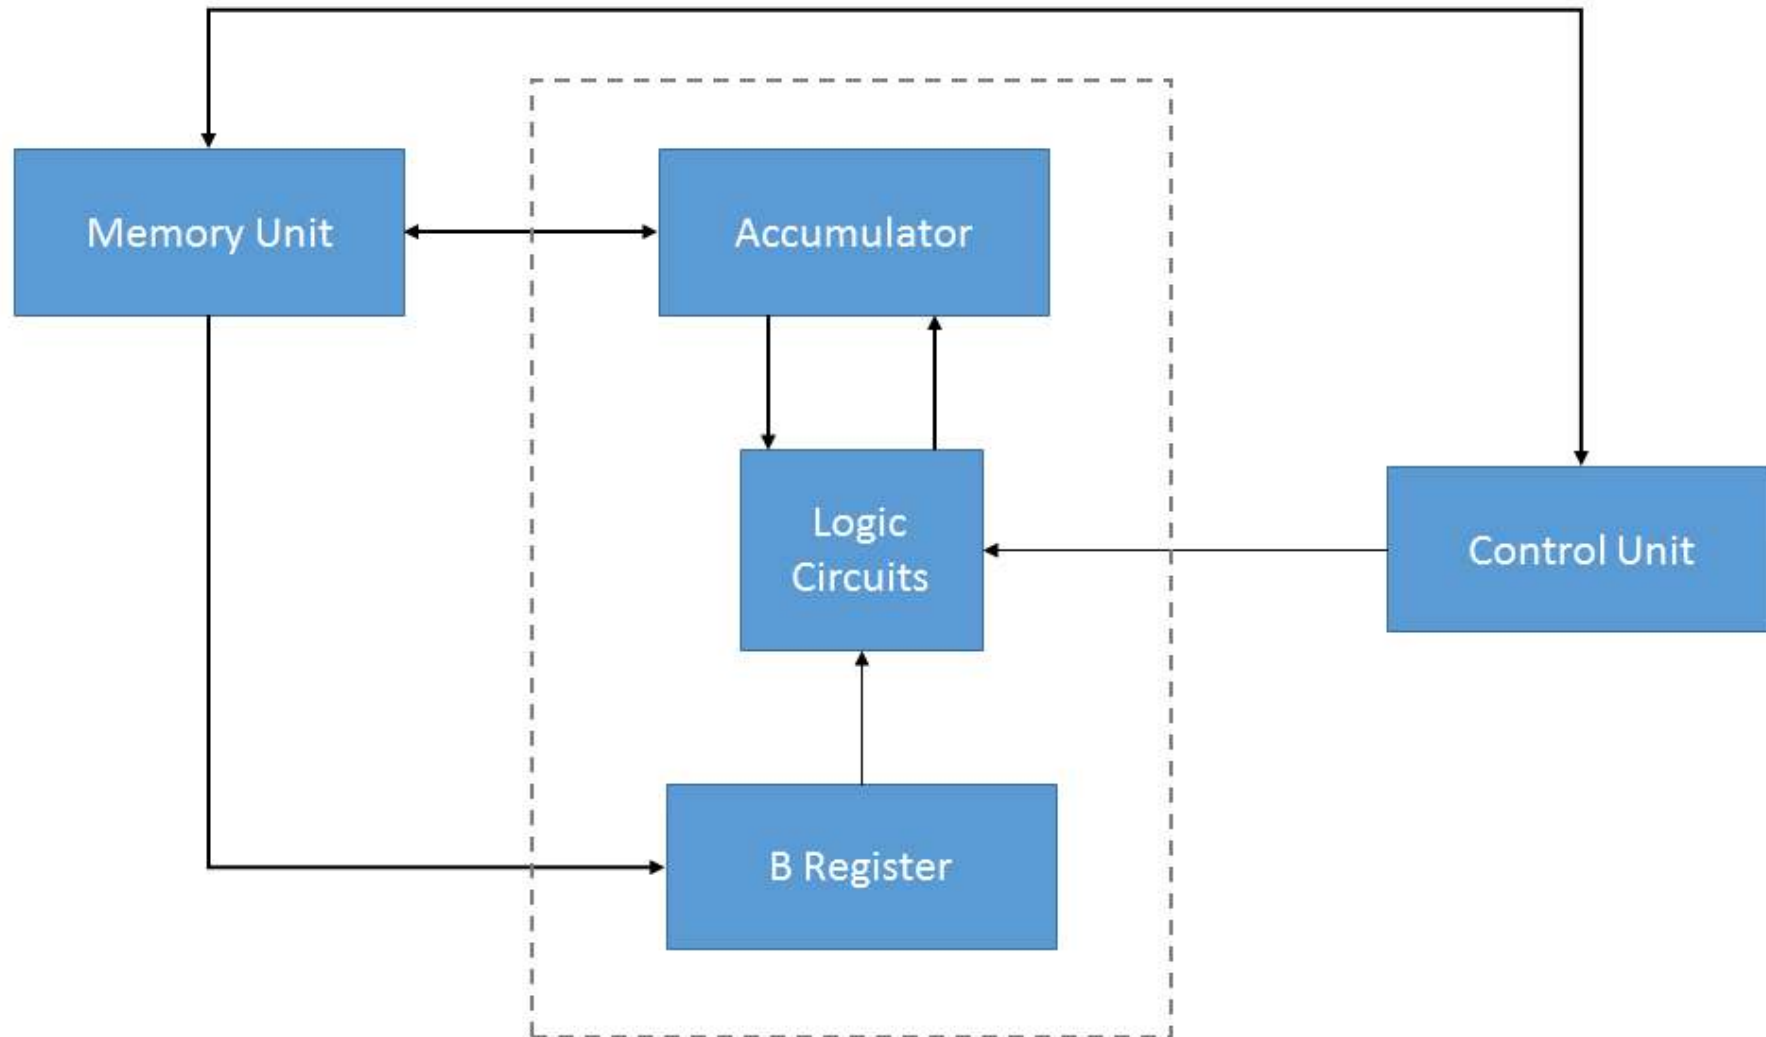 Memory Unit
Accumulator
Logic
Circuits
Control Unit
B Register